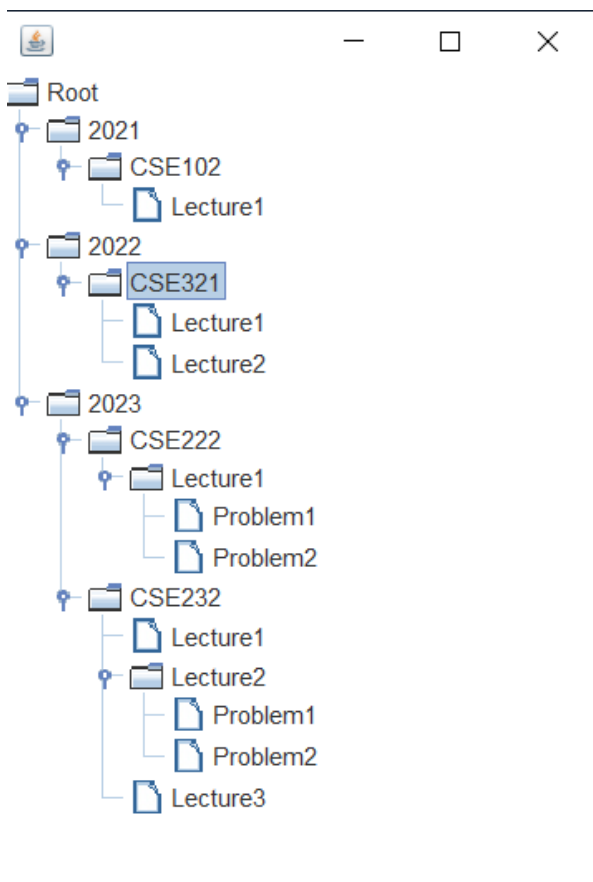 Root
2021
CSE102
Lecture1
2022
CSE321
Lecture1
Lecture2
2023
CSE222
Lecture1
Problem1
Problem2
CSE232
Lecture1
Lecture2
Problem1
Problem2
Lecture3